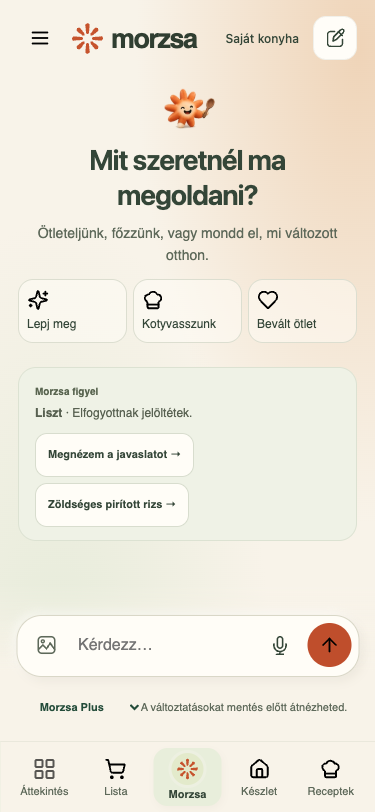 morzsa
Saját konyha
Mit szeretnél ma
megoldani?
Ötleteljünk, főzzünk, vagy mondd el, mi változott
otthon.
Lepj meg
Kotyvasszunk
Bevált ötlet
Morzsa figyel
Liszt · Elfogyottnak jelöltétek.
Megnézem a javaslatot →
Zöldséges pirított rizs →
Kérdezz...
Morzsa Plus
A változtatásokat mentés előtt átnézheted.
Áttekintés
Lista
Morzsa
Készlet
Receptek